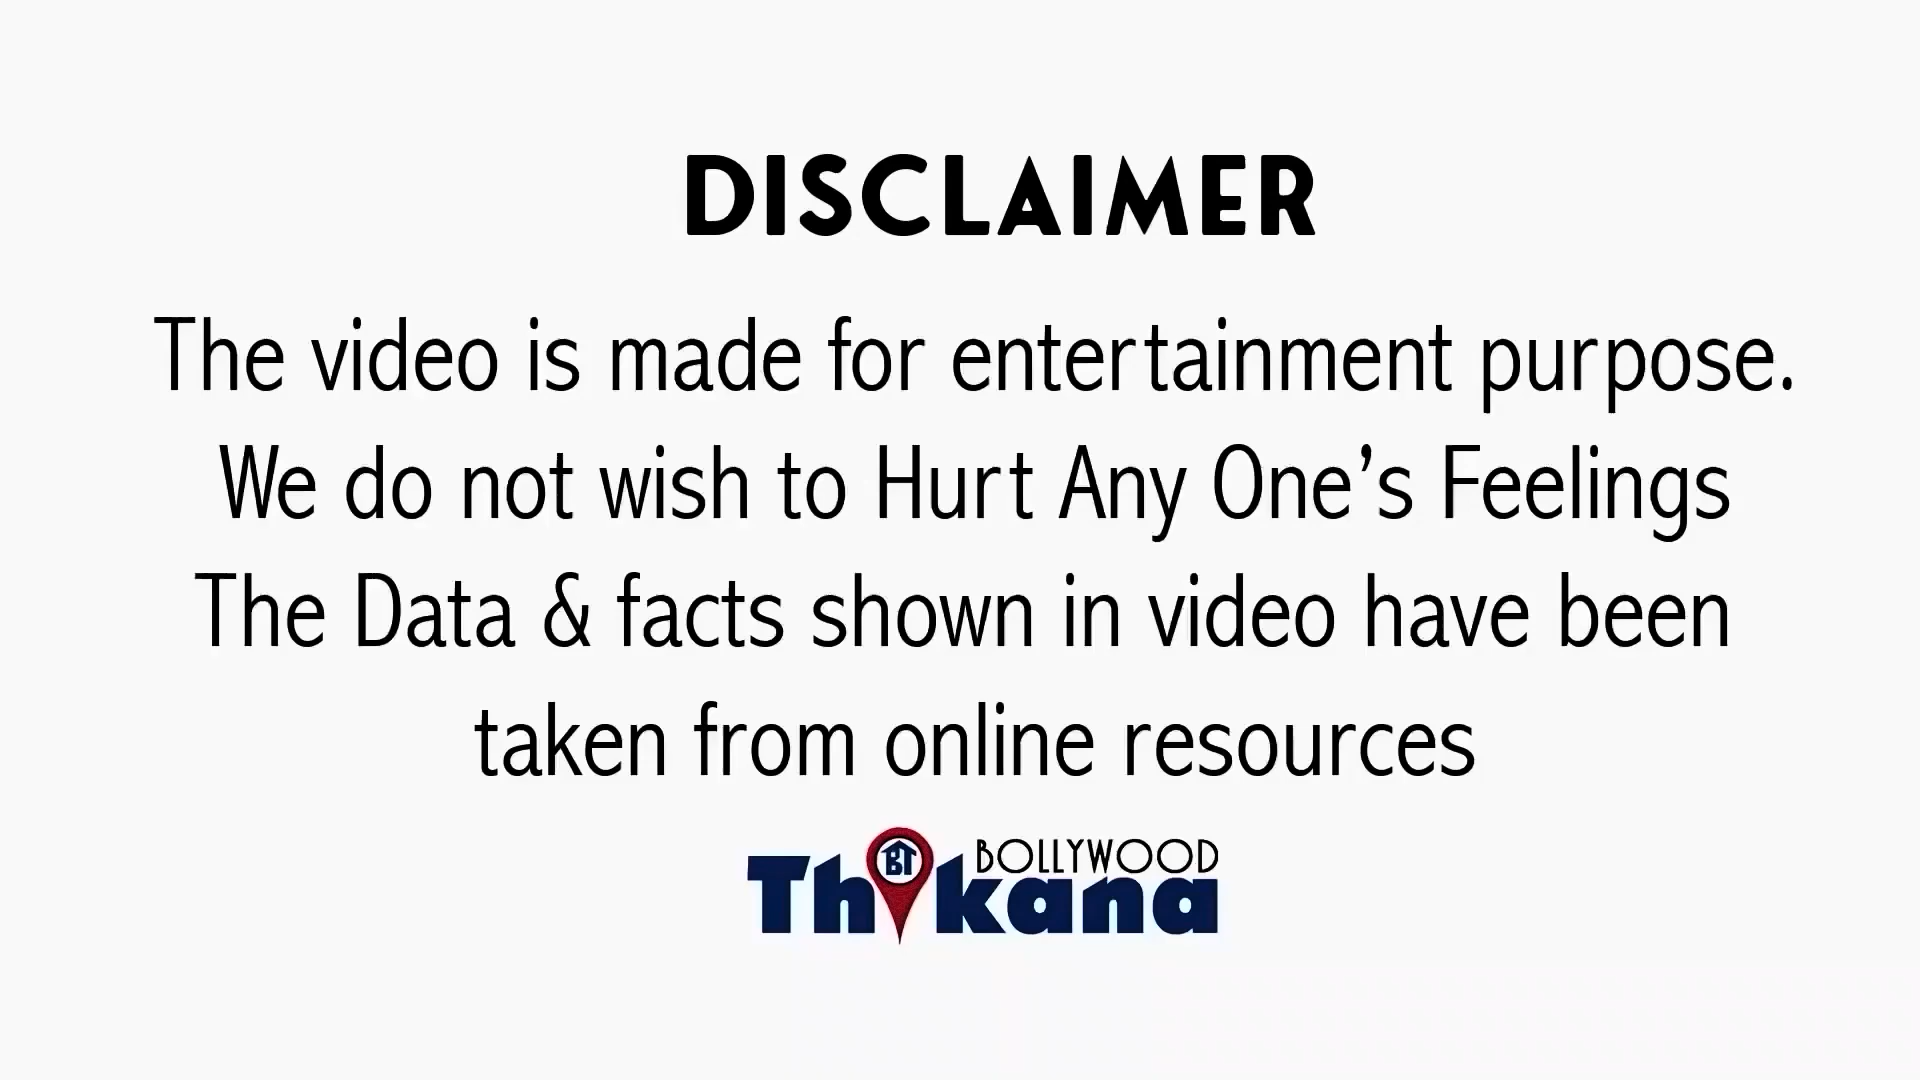 DISCLAIMER
The video is made for entertainment purpose.
We do not wish to Hurt Any One’s Feelings
The Data & facts shown in video have been
taken from online resources
BOLLYWOOD
BT
Thikana